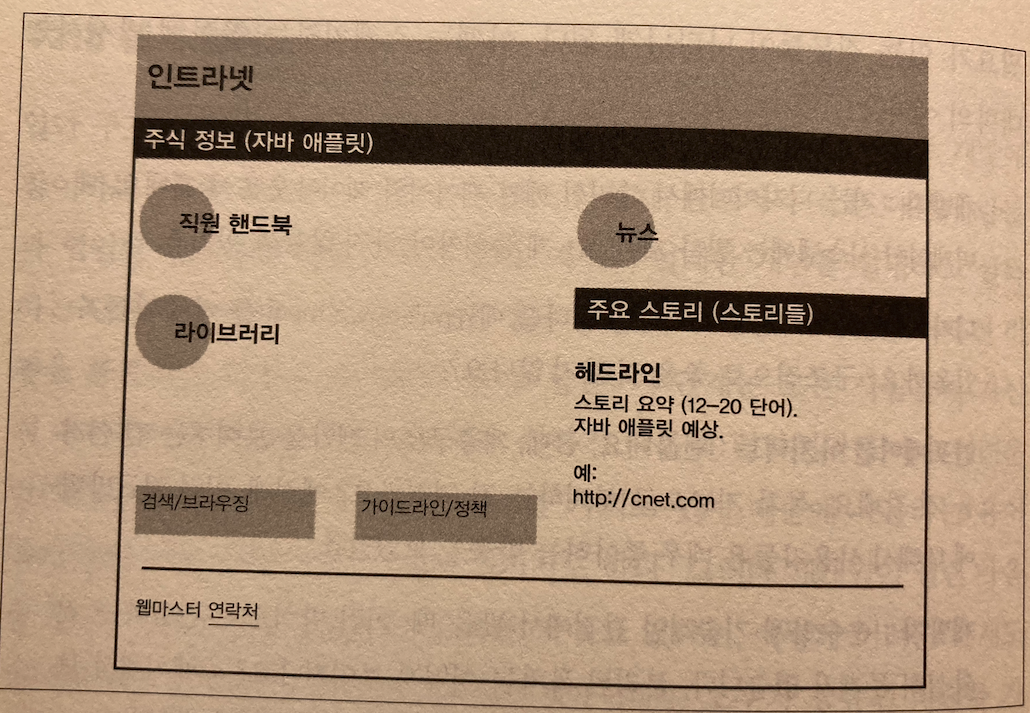 인트라넷
주식 정보 (자바 애플릿)
직원 핸드북
뉴스
라이브러리
주요 스토리 (스토리들)
헤드라인
스토리 요약 (12–20 단어).
자바 애플릿 예상.
예:
http://cnet.com
검색/브라우징
가이드라인/정책
웹마스터 연락처